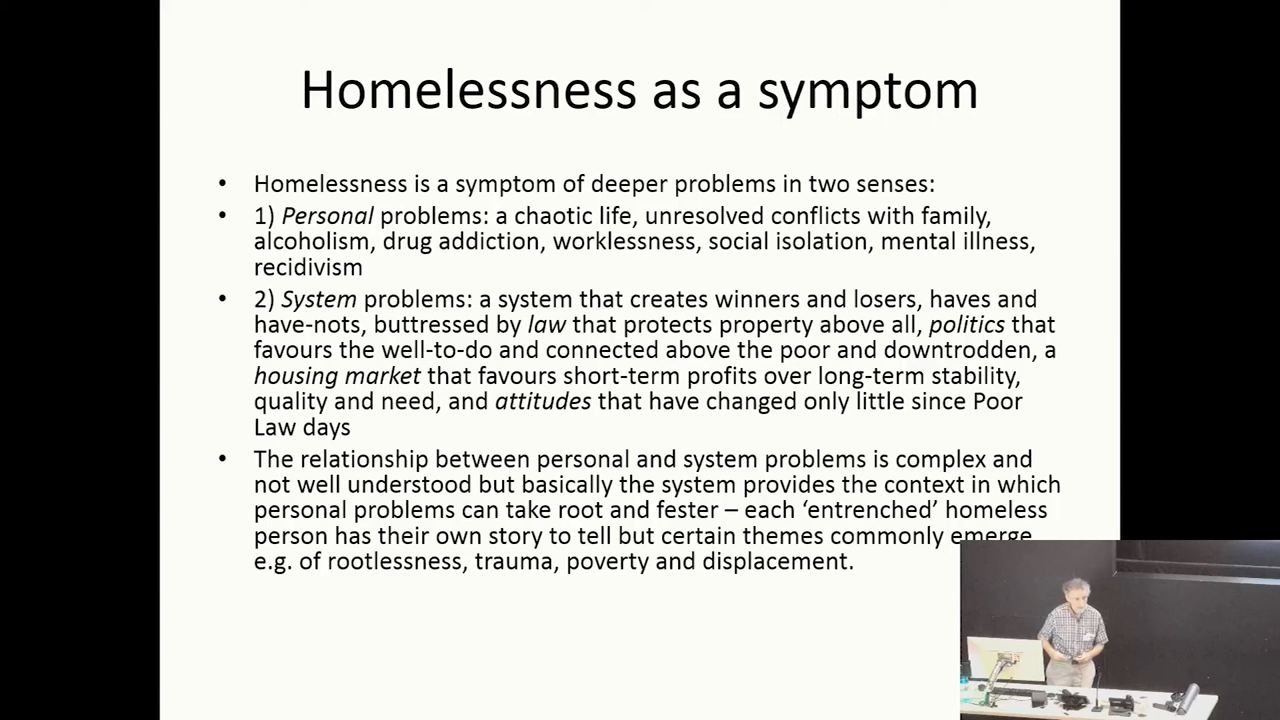 Homelessness as a symptom
• Homelessness is a symptom of deeper problems in two senses:
• 1) Personal problems: a chaotic life, unresolved conflicts with family,
alcoholism, drug addiction, worklessness, social isolation, mental illness,
recidivism
• 2) System problems: a system that creates winners and losers, haves and
have-nots, buttressed by law that protects property above all, politics that
favours the well-to-do and connected above the poor and downtrodden, a
housing market that favours short-term profits over long-term stability,
quality and need, and attitudes that have changed only little since Poor
Law days
• The relationship between personal and system problems is complex and
not well understood but basically the system provides the context in which
personal problems can take root and fester – each ‘entrenched’ homeless
person has their own story to tell but certain themes commonly emerge
e.g. of rootlessness, trauma, poverty and displacement.